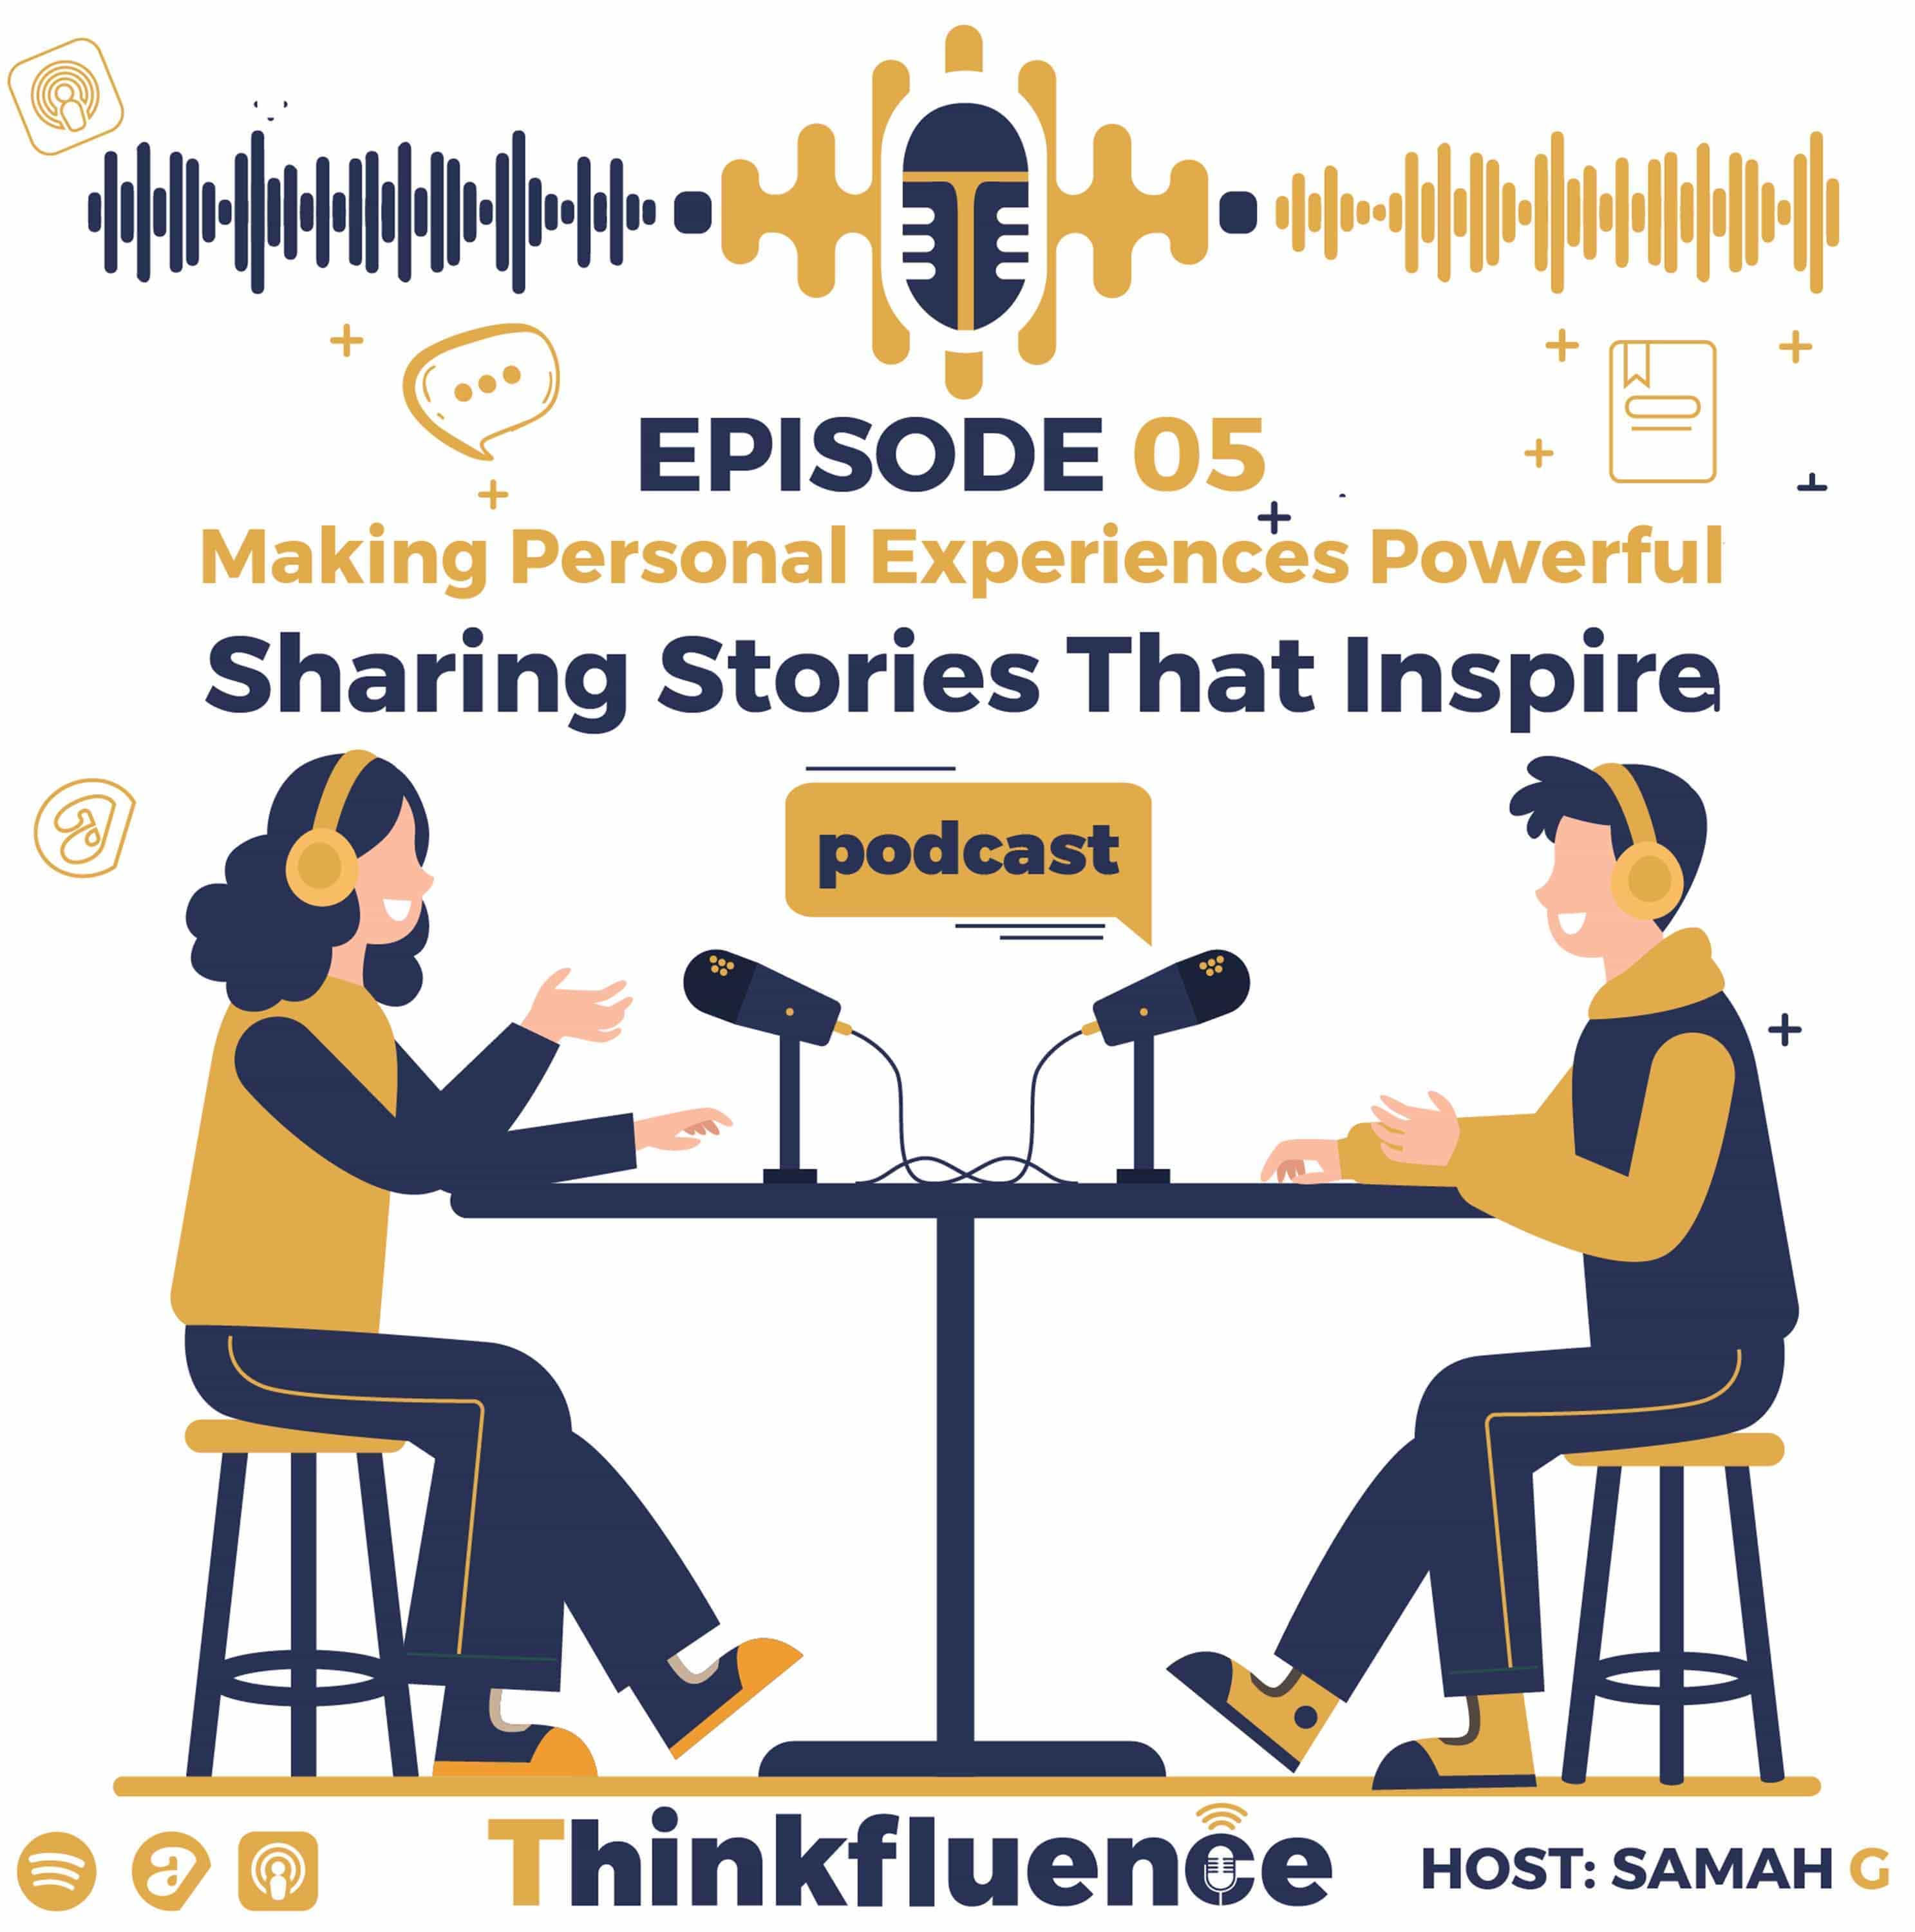 EPISODE 05
Making Personal Experiences Powerful
Sharing Stories That Inspire
podcast
Thinkfluence
HOST: SAMAH G